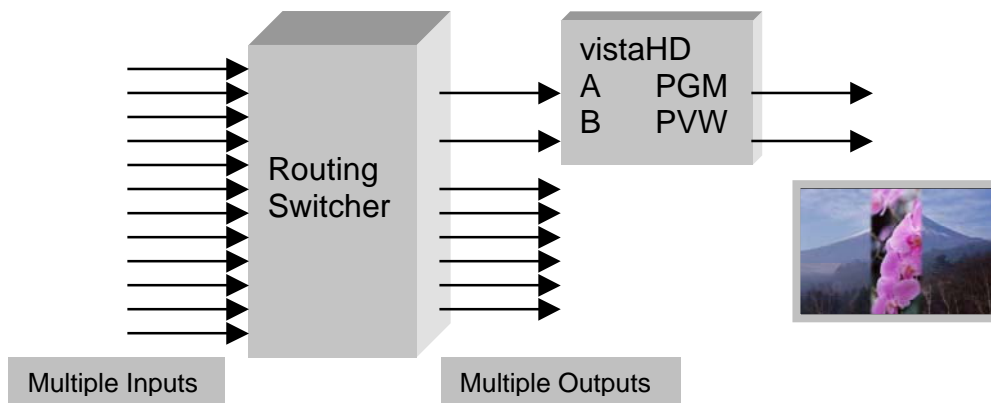 vistaHD
A PGM
B PVW
Routing
Switcher
Multiple Inputs
Multiple Outputs